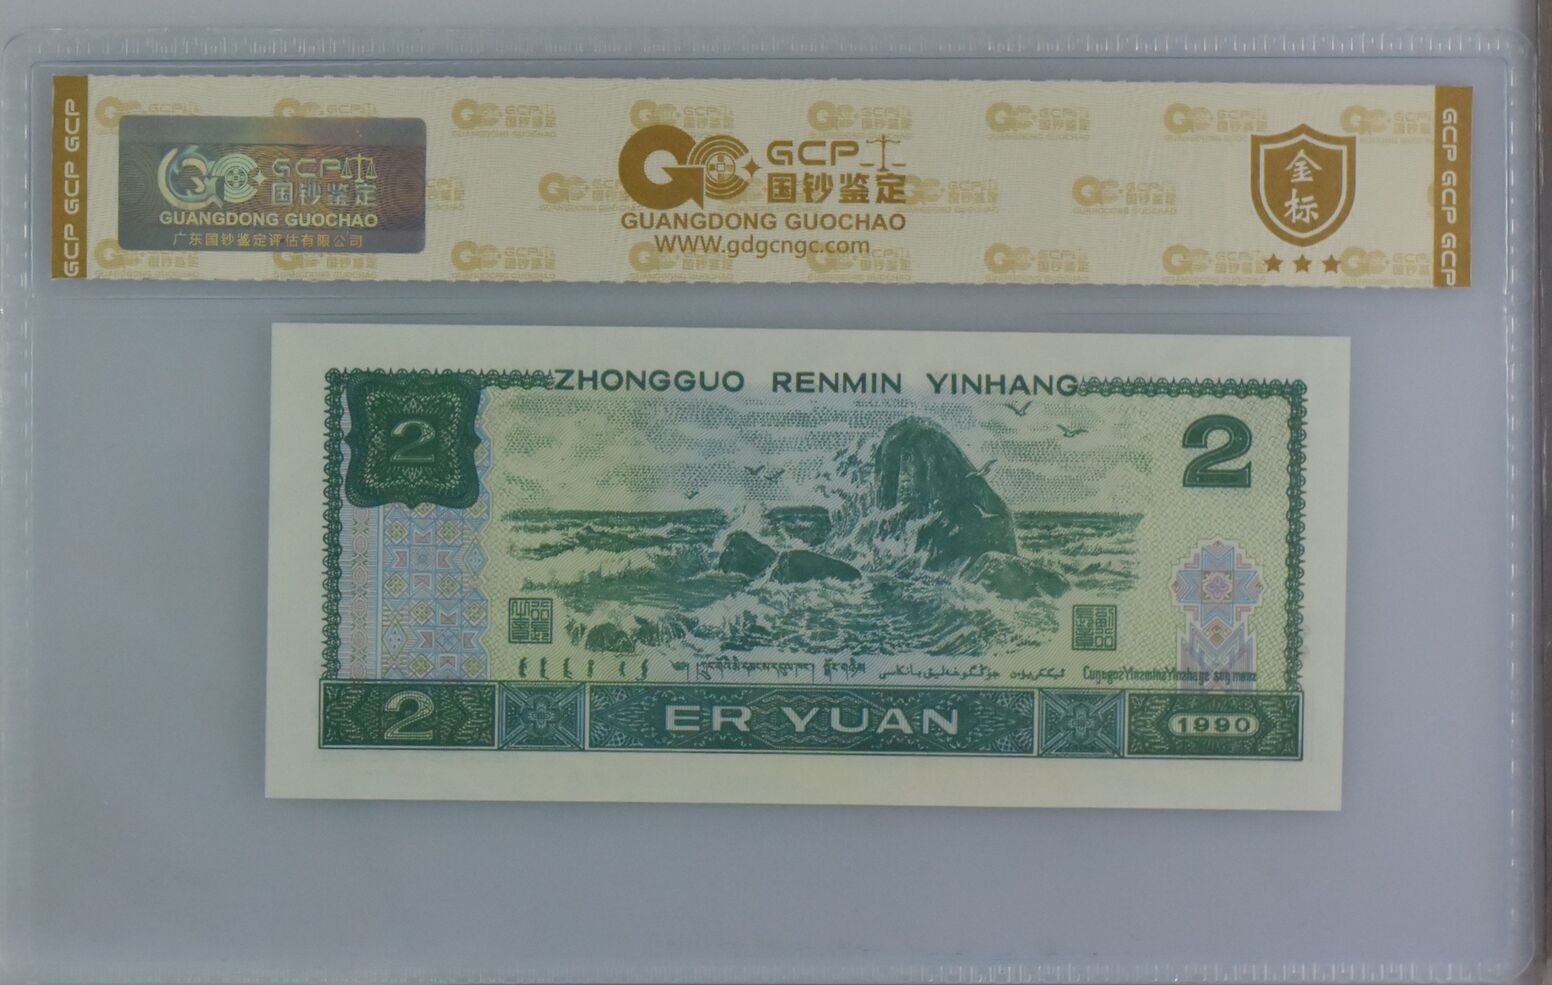 GCP GCP GCP
GCP
国钞鉴定
GUANGDONG GUOCHAO
广东国钞鉴定评估有限公司
GCP
国钞鉴定
GUANGDONG GUOCHAO
WWW.gdgcngc.com
金标
GCP GCP GCP
ZHONGGUO RENMIN YINHANG
2
2
2
ER YUAN
1990